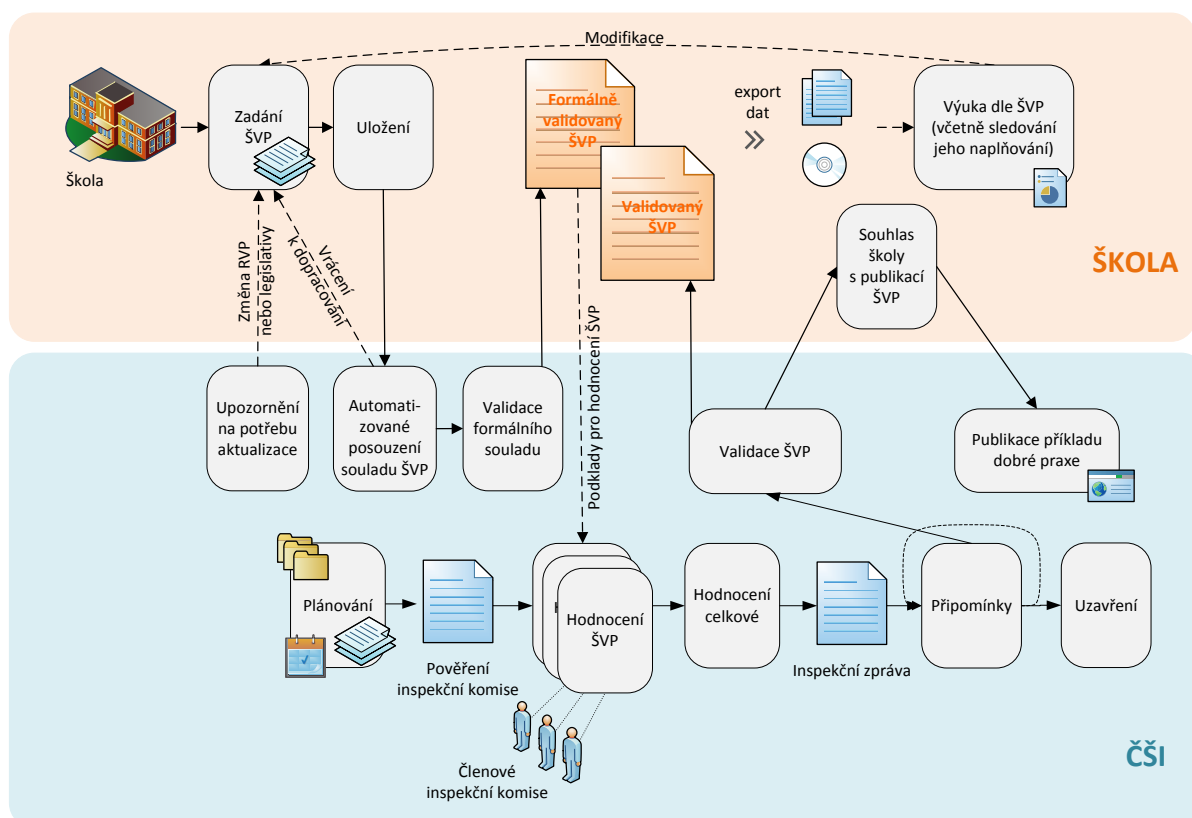 Modifikace
Škola
Zadání
ŠVP
Uložení
Formálně
validovaný
ŠVP
Validovaný
ŠVP
export
dat
Výuka dle ŠVP
(včetně sledování
jeho naplňování)
Souhlas
školy
s publikací
ŠVP
ŠKOLA
Změna RVP
nebo legislativy
Vrácení
k dopracování
Podklady pro hodnocení ŠVP
Upozornění
na potřebu
aktualizace
Automati-
zované
posouzení
souladu ŠVP
Validace
formálního
souladu
Validace ŠVP
Publikace příkladu
dobré praxe
Plánování
Pověření
inspekční komise
Hodnocení
ŠVP
Hodnocení
celkové
Inspekční zpráva
Připomínky
Uzavření
Členové
inspekční komise
ČŠI